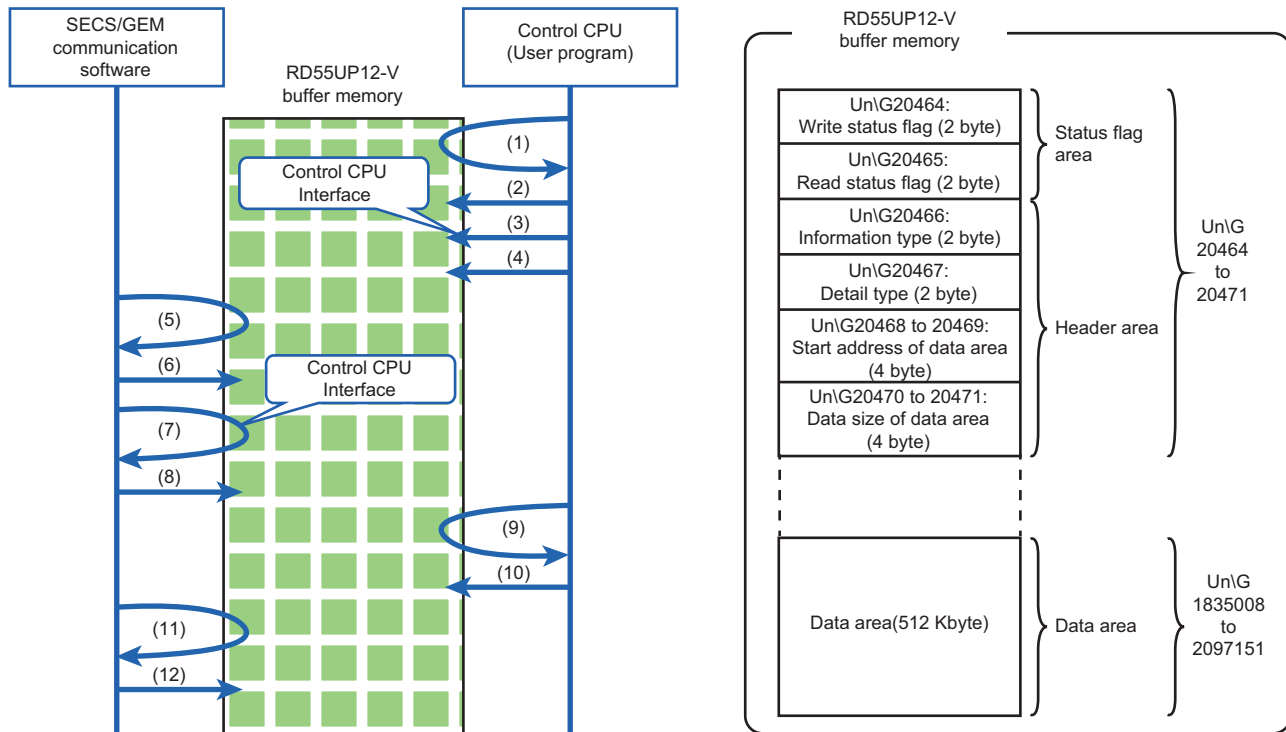 SECS/GEM
communication
software
Control CPU
(User program)
RD55UP12-V
buffer memory
(1)
Control CPU
Interface
(2)
(3)
(4)
(5)
(6)
Control CPU
Interface
(7)
(8)
(9)
(10)
(11)
(12)
RD55UP12-V
buffer memory
Un\G20464:
Write status flag (2 byte)
Un\G20465:
Read status flag (2 byte)
Status flag
area
Un\G20466:
Information type (2 byte)
Un\G20467:
Detail type (2 byte)
Un\G20468 to 20469:
Start address of data area
(4 byte)
Un\G20470 to 20471:
Data size of data area
(4 byte)
Header area
Un\G
20464
to
20471
Data area(512 Kbyte)
Data area
Un\G
1835008
to
2097151